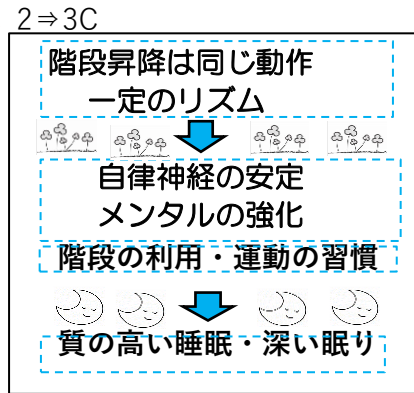 2⇒3C
階段昇降は同じ動作
一定のリズム
自律神経の安定
メンタルの強化
階段の利用・運動の習慣
質の高い睡眠・深い眠り